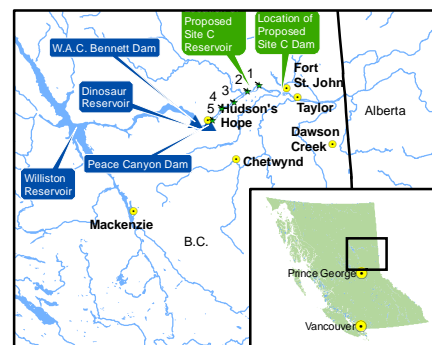 Proposed
Site C
Reservoir
Location of
Proposed
Site C Dam
W.A.C. Bennett Dam
1
2
3
4
5
Fort
St. John
Dinosaur
Reservoir
Taylor
Hudson's
Hope
Alberta
Dawson
Creek
Peace Canyon Dam
Chetwynd
Williston
Reservoir
Mackenzie
B.C.
Prince George
Vancouver